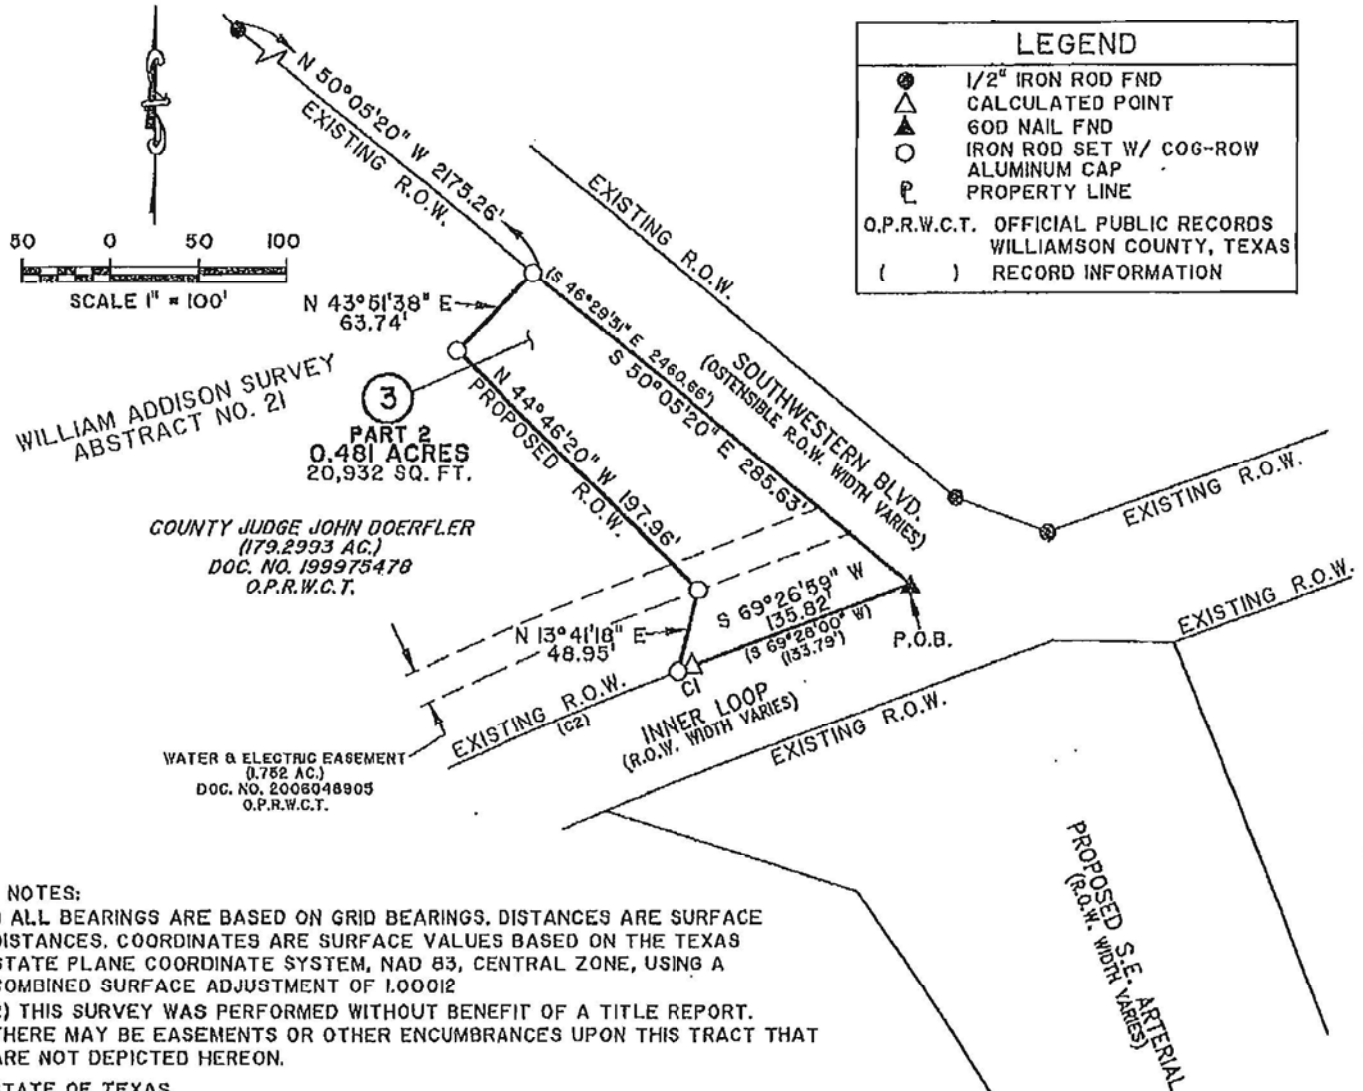 LEGEND
1/2" IRON ROD FND
CALCULATED POINT
60D NAIL FND
IRON ROD SET W/ COG-ROW
ALUMINUM CAP
PROPERTY LINE
O.P.R.W.C.T. OFFICIAL PUBLIC RECORDS
WILLIAMSON COUNTY, TEXAS
( ) RECORD INFORMATION
50 0 50 100
SCALE 1" = 100'
N 50°05'20" W 2175.26'
EXISTING R.O.W.
EXISTING R.O.W.
N 43°51'38" E
63.74'
(S 46°29'31" E 2460.66')
S 50°05'20" E 285.63'
SOUTHWESTERN BLVD.
(OSTENSIBLE R.O.W. WIDTH VARIES)
WILLIAM ADDISON SURVEY
ABSTRACT NO. 21
3
PART 2
0.481 ACRES
20,932 SQ. FT.
N 44°46'20" W 197.96'
PROPOSED R.O.W.
EXISTING R.O.W.
COUNTY JUDGE JOHN DOERFLER
(179.2993 AC.)
DOC. NO. 199975478
O.P.R.W.C.T.
S 69°26'59" W
135.82'
(S 69°28'00" W)
(133.79')
P.O.B.
EXISTING R.O.W.
N 13°41'18" E
48.95'
C1
EXISTING R.O.W.
(C2)
INNER LOOP
(R.O.W. WIDTH VARIES)
EXISTING R.O.W.
WATER & ELECTRIC EASEMENT
(1.752 AC.)
DOC. NO. 2006048905
O.P.R.W.C.T.
PROPOSED S.E. ARTERIAL
(R.O.W. WIDTH VARIES)
NOTES:
) ALL BEARINGS ARE BASED ON GRID BEARINGS. DISTANCES ARE SURFACE
DISTANCES. COORDINATES ARE SURFACE VALUES BASED ON THE TEXAS
STATE PLANE COORDINATE SYSTEM, NAD 83, CENTRAL ZONE, USING A
COMBINED SURFACE ADJUSTMENT OF 1.00012
2) THIS SURVEY WAS PERFORMED WITHOUT BENEFIT OF A TITLE REPORT.
THERE MAY BE EASEMENTS OR OTHER ENCUMBRANCES UPON THIS TRACT THAT
ARE NOT DEPICTED HEREON.
STATE OF TEXAS